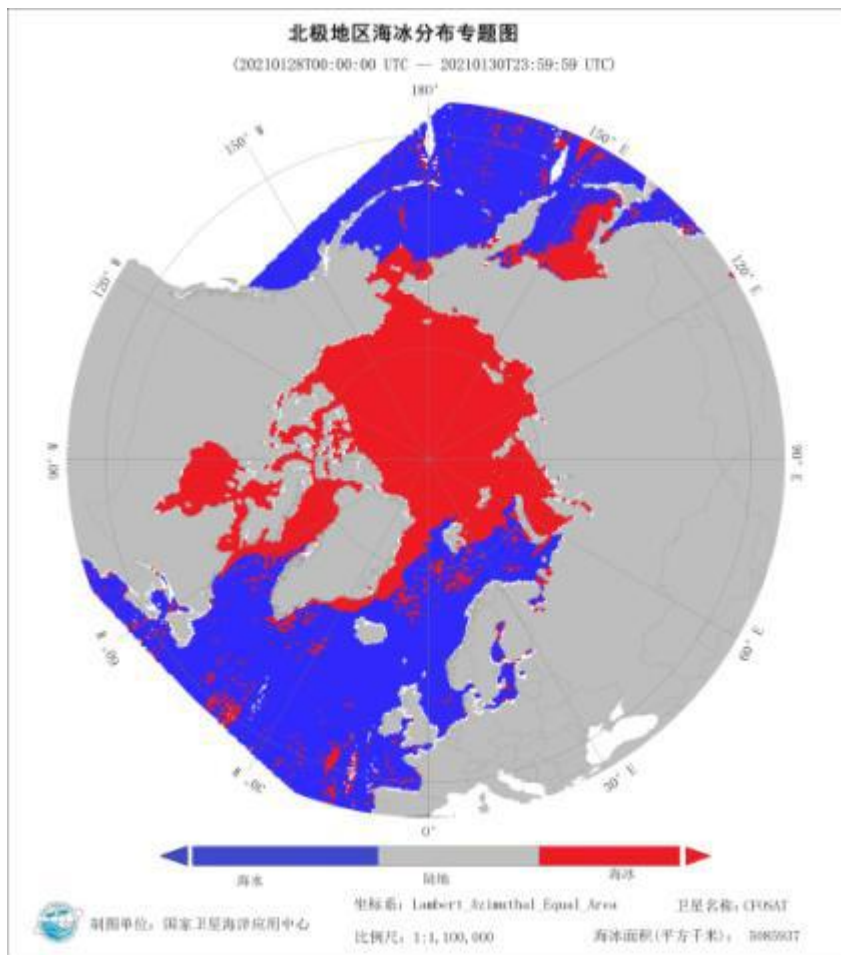 北极地区海冰分布专题图
(20210128T00:00:00 UTC — 20210130T23:59:59 UTC)
180°
150° W
150° E
120° W
120° E
90° W
90° E
60° W
60° E
30° W
30° E
0°
海水
陆地
海冰
制图单位：国家卫星海洋应用中心
坐标系：Lambert_Azimuthal_Equal_Area
卫星名称：CFOSAT
比例尺：1:1,100,000
海冰面积(平方千米)：